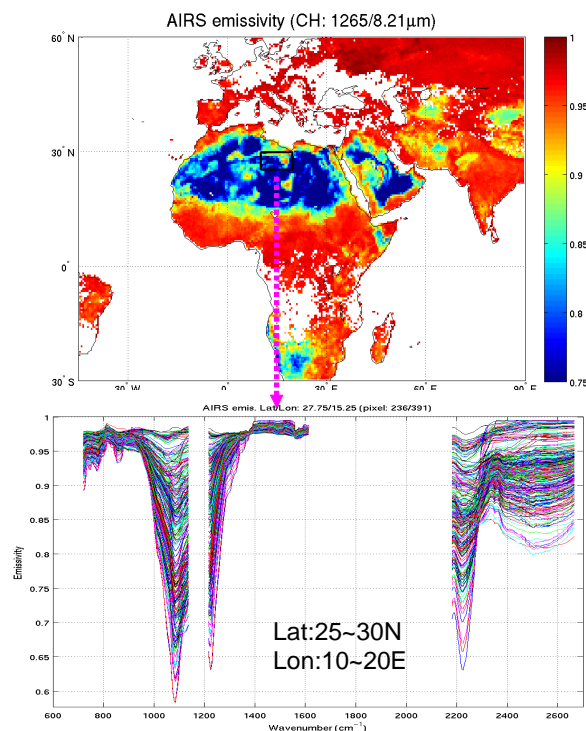 AIRS emissivity (CH: 1265/8.21μm)
60° N
30° N
0°
30° S
30° W
0°
30° E
60° E
90° E
1
0.95
0.9
0.85
0.8
0.75
AIRS emis. Lat/Lon: 27.75/15.25 (pixel: 236/391)
1
0.95
0.9
0.85
0.8
0.75
0.7
0.65
0.6
Emissivity
Lat:25~30N
Lon:10~20E
600 800 1000 1200 1400 1600 1800 2000 2200 2400 2600
Wavenumber (cm⁻¹)